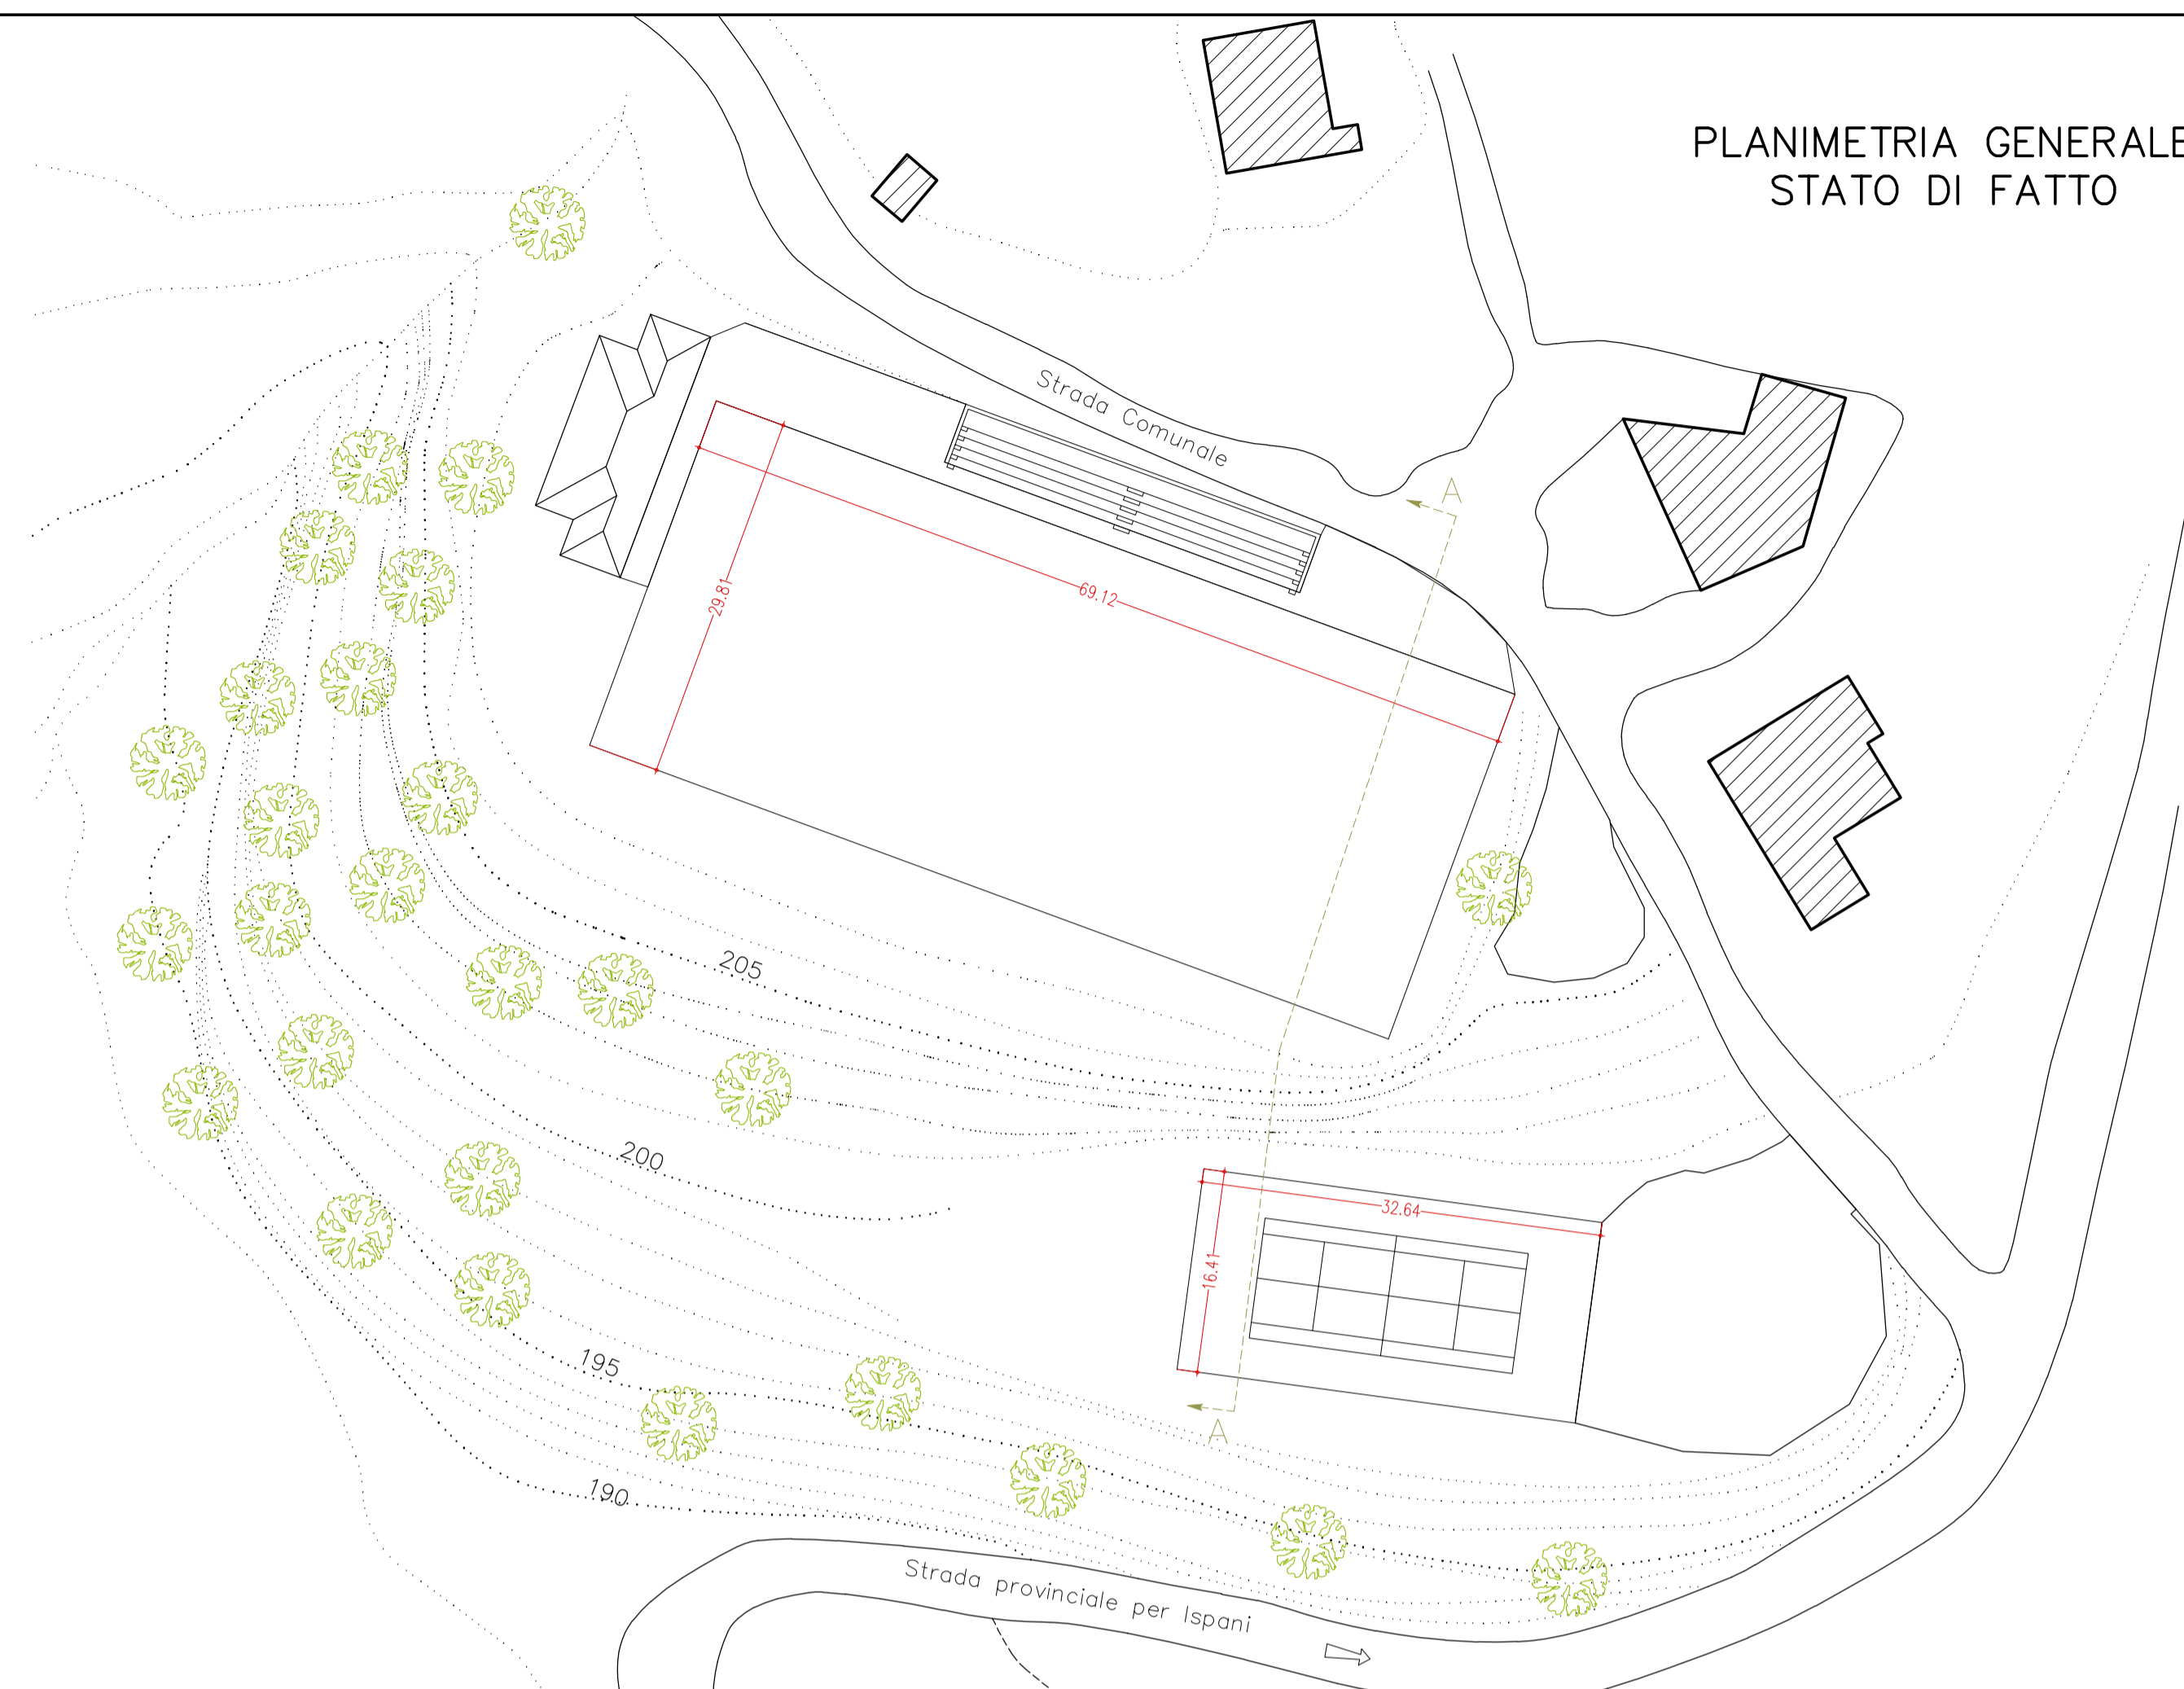 PLANIMETRIA GENERALE
STATO DI FATTO
Strada Comunale
A
29.81
69.12
205
200
32.64
16.41
195
A
190
Strada provinciale per Ispani